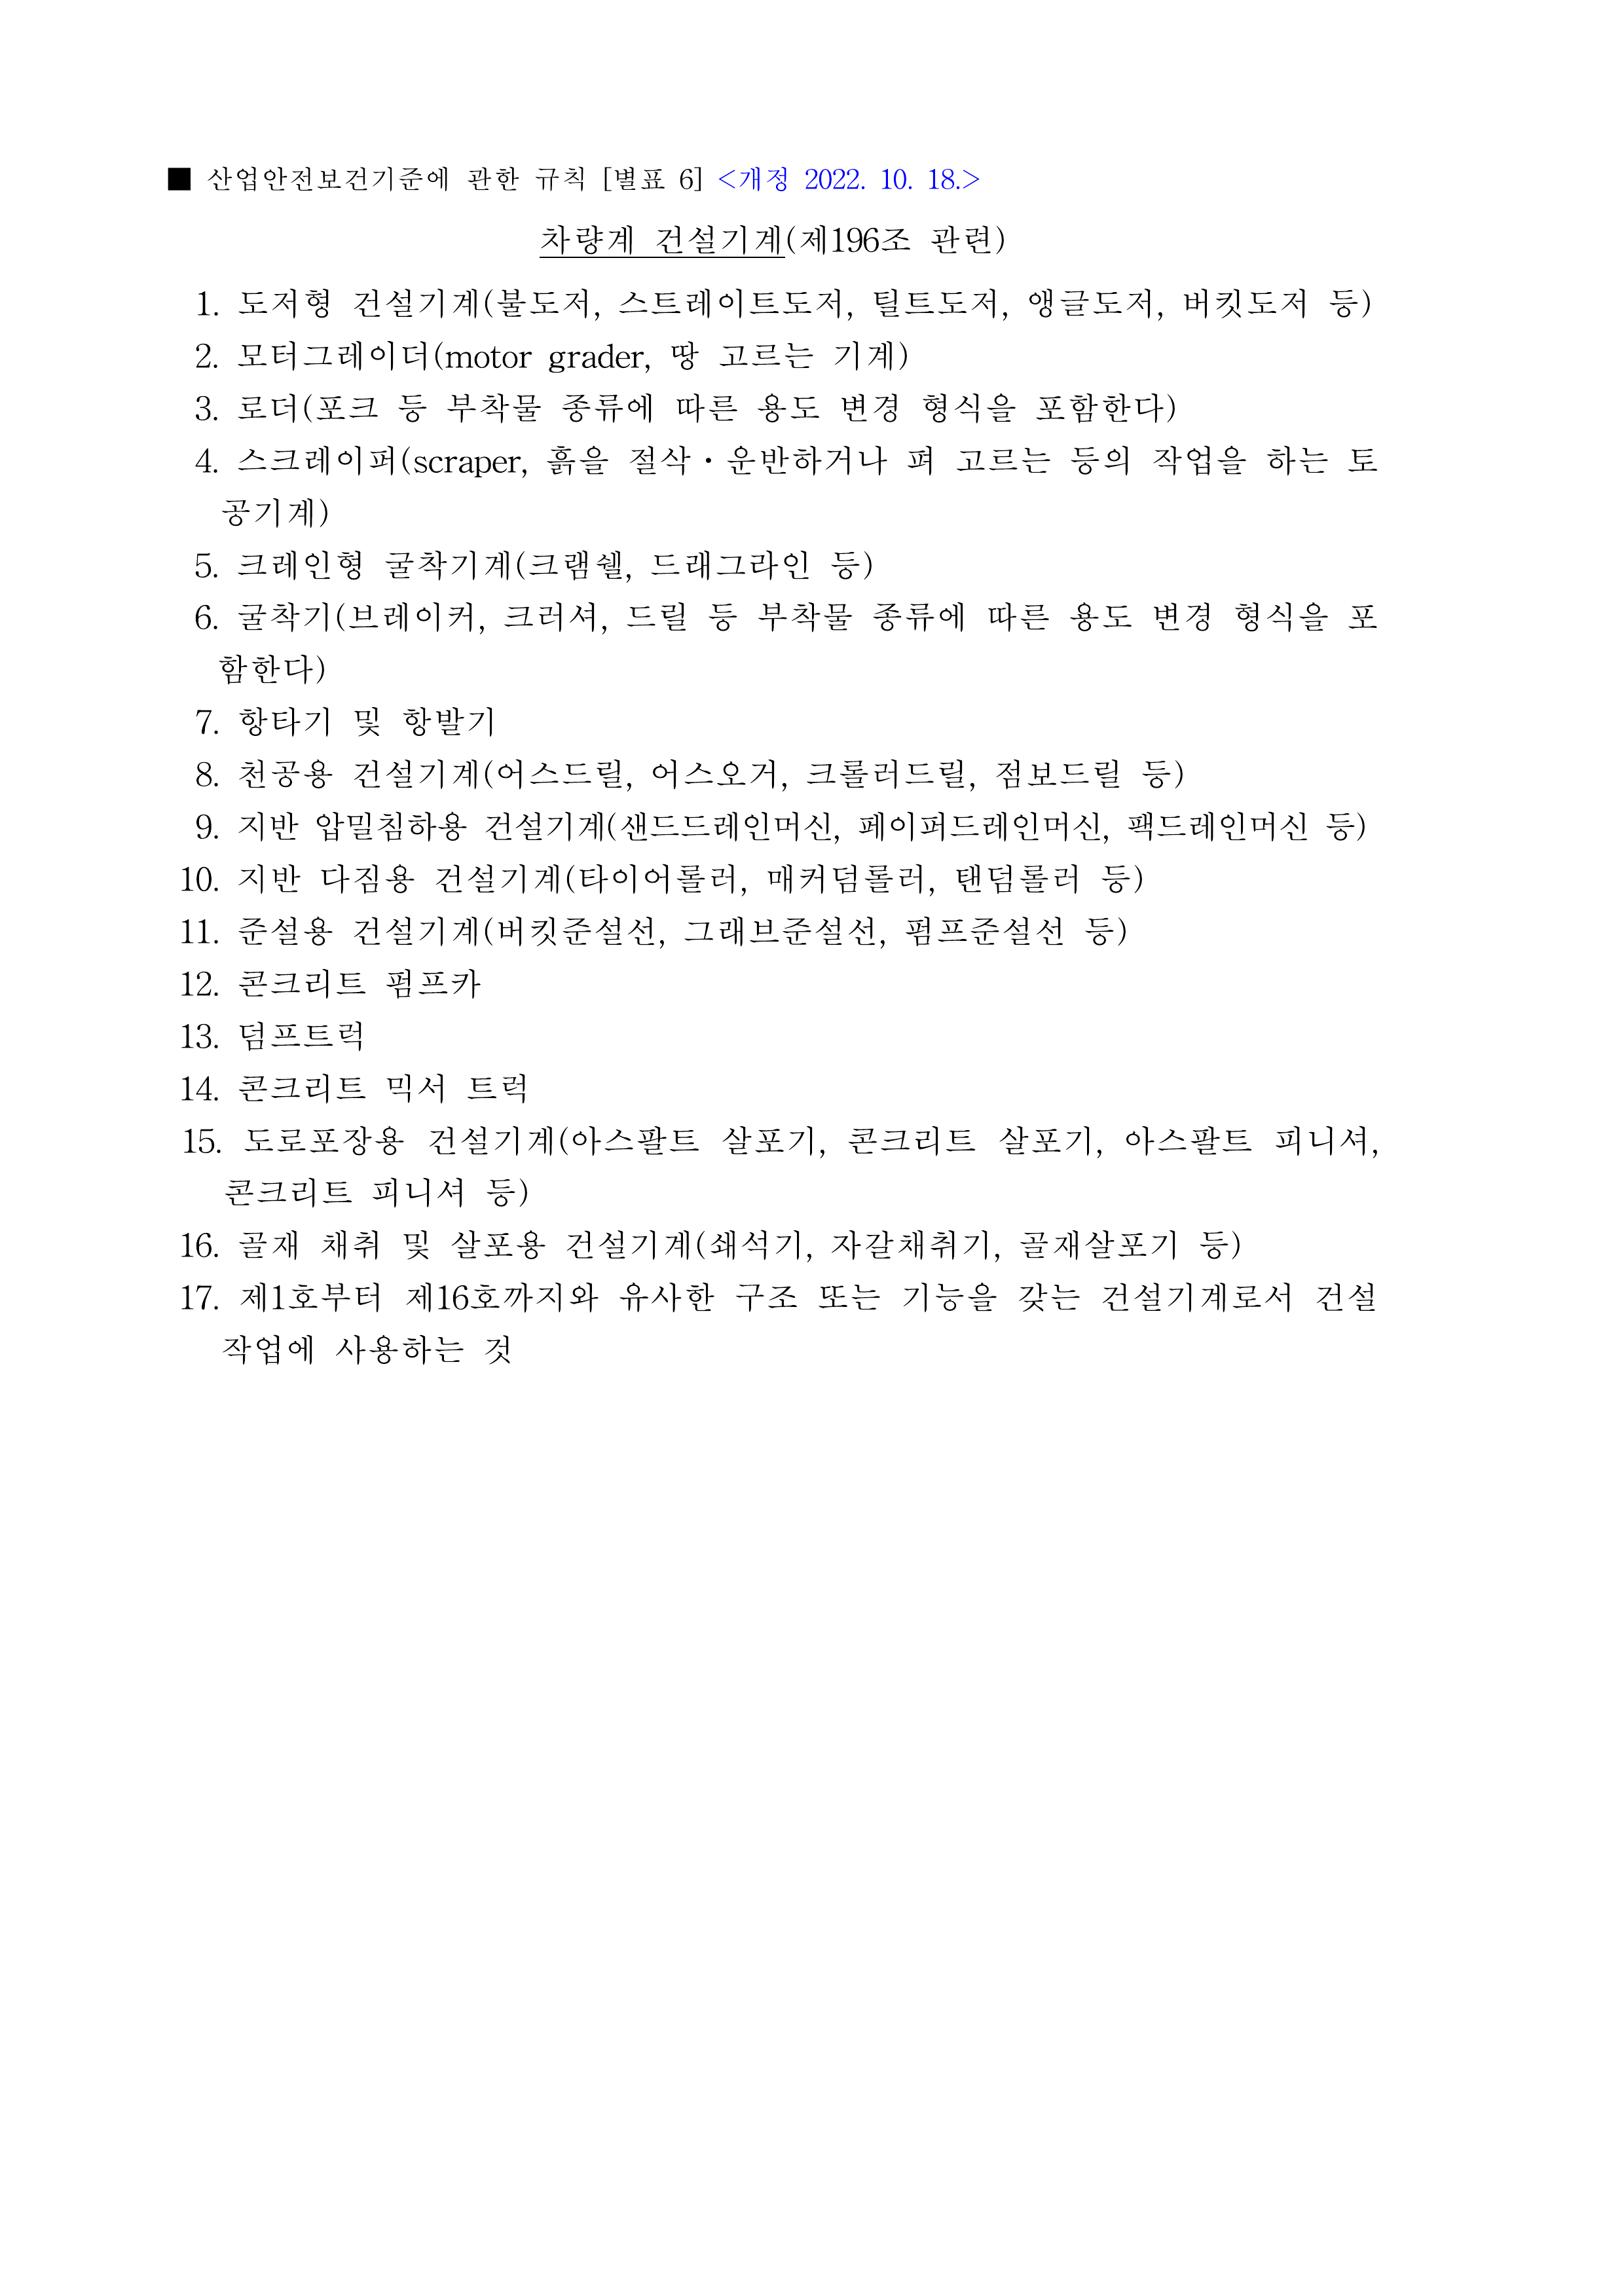 ■ 산업안전보건기준에 관한 규칙 [별표 6] <개정 2022. 10. 18.>
차량계 건설기계(제196조 관련)
1. 도저형 건설기계(불도저, 스트레이트도저, 틸트도저, 앵글도저, 버킷도저 등)
2. 모터그레이더(motor grader, 땅 고르는 기계)
3. 로더(포크 등 부착물 종류에 따른 용도 변경 형식을 포함한다)
4. 스크레이퍼(scraper, 흙을 절삭·운반하거나 펴 고르는 등의 작업을 하는 토
공기계)
5. 크레인형 굴착기계(크램쉘, 드래그라인 등)
6. 굴착기(브레이커, 크러셔, 드릴 등 부착물 종류에 따른 용도 변경 형식을 포
함한다)
7. 항타기 및 항발기
8. 천공용 건설기계(어스드릴, 어스오거, 크롤러드릴, 점보드릴 등)
9. 지반 압밀침하용 건설기계(샌드드레인머신, 페이퍼드레인머신, 팩드레인머신 등)
10. 지반 다짐용 건설기계(타이어롤러, 매커덤롤러, 탠덤롤러 등)
11. 준설용 건설기계(버킷준설선, 그래브준설선, 펌프준설선 등)
12. 콘크리트 펌프카
13. 덤프트럭
14. 콘크리트 믹서 트럭
15. 도로포장용 건설기계(아스팔트 살포기, 콘크리트 살포기, 아스팔트 피니셔,
콘크리트 피니셔 등)
16. 골재 채취 및 살포용 건설기계(쇄석기, 자갈채취기, 골재살포기 등)
17. 제1호부터 제16호까지와 유사한 구조 또는 기능을 갖는 건설기계로서 건설
작업에 사용하는 것